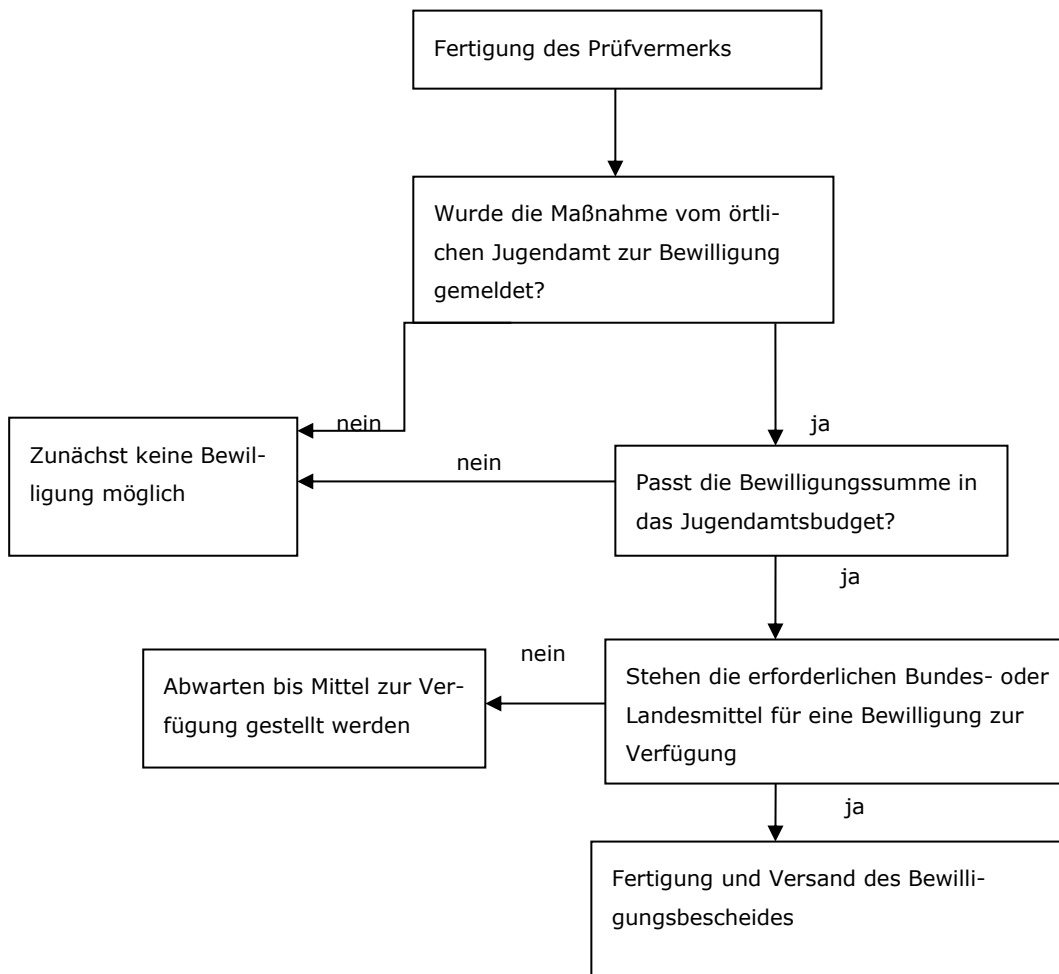 Fertigung des Prüfvermerks
Wurde die Maßnahme vom örtli-
chen Jugendamt zur Bewilligung
gemeldet?
nein
ja
Zunächst keine Bewil-
ligung möglich
nein
Passt die Bewilligungssumme in
das Jugendamtsbudget?
ja
nein
Abwarten bis Mittel zur Ver-
fügung gestellt werden
Stehen die erforderlichen Bundes- oder
Landesmittel für eine Bewilligung zur
Verfügung
ja
Fertigung und Versand des Bewilli-
gungsbescheides